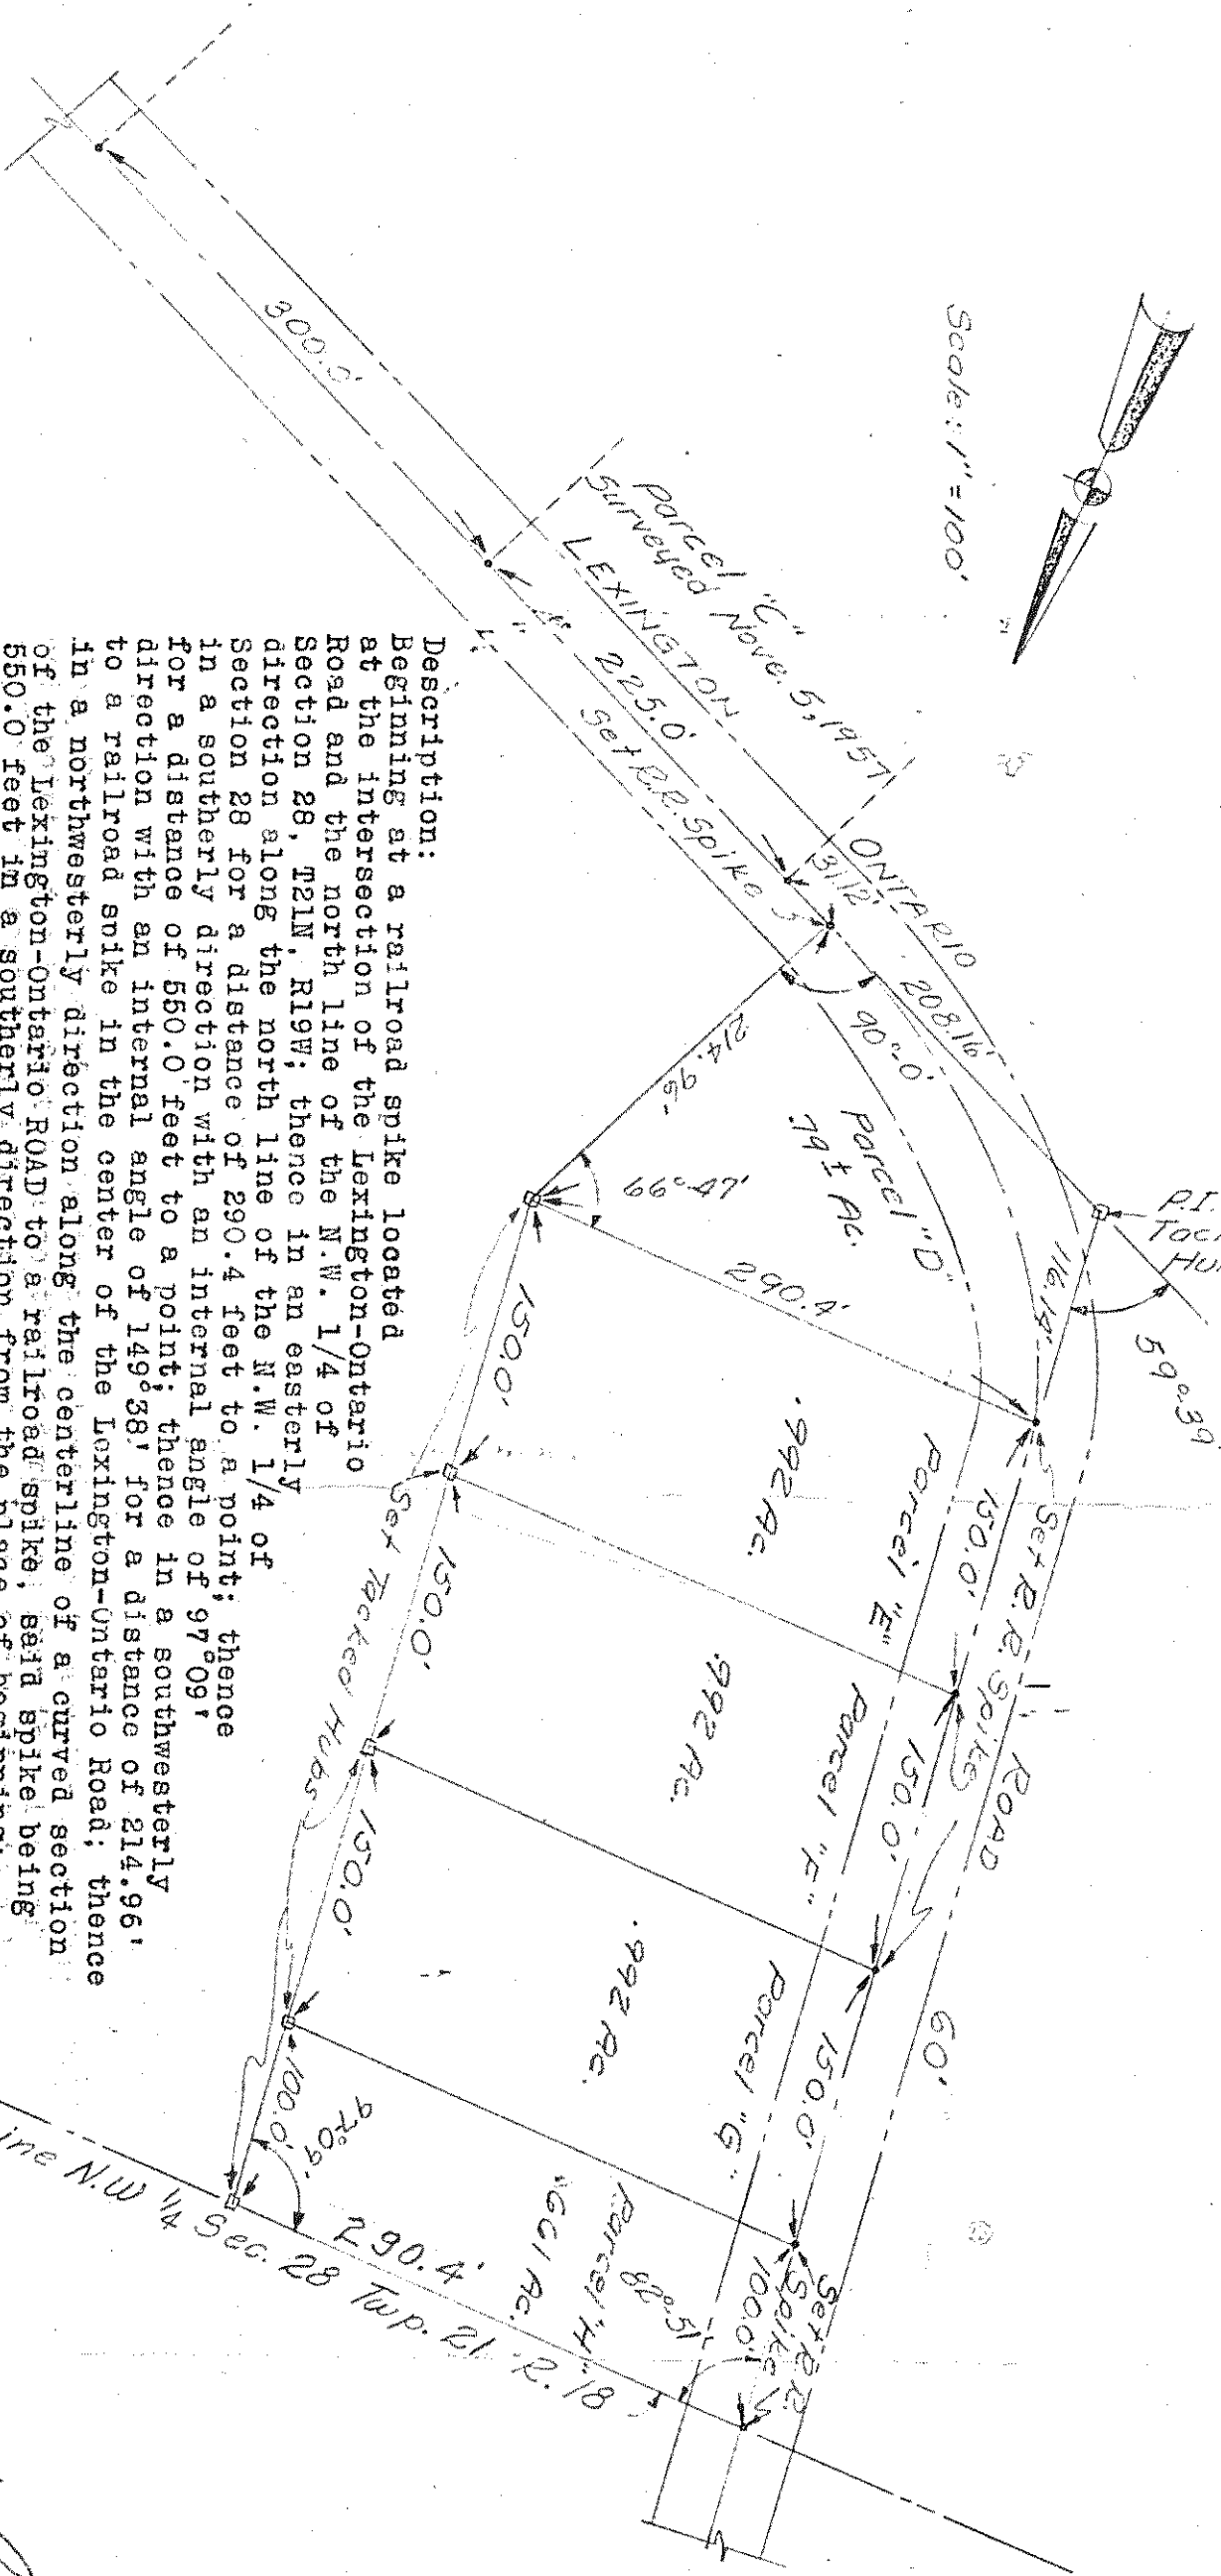 Scale: 1" = 100'
300.0'
Parcel "C"
Surveyed Nove. 5, 1957
LEXINGTON
225.0'
Set R.R. Spike
ONTARIO
31.12'
208.16'
90°-0'
214.96'
Parcel "D"
.79 ± Ac.
66°-47'
290.4'
P.I.
116.14'
59°-39'
150.0'
.992 Ac.
Parcel "E"
150.0'
Set R.R. Spikes
ROAD
150.0'
Set Tacked Hubs
.992 Ac.
Parcel "F"
150.0'
60'
150.0'
.992 Ac.
Parcel "G"
150.0'
100.0'
97°09'
Parcel "H"
.661 Ac.
82°-51'
Set R.R.
Spike
100.0'
290.4'
ine N.W 1/4 Sec. 28 Twp. 21 R. 18
Description:
Beginning at a railroad spike located
at the intersection of the Lexington-Ontario
Road and the north line of the N.W. 1/4 of
Section 28, T21N, R19W; thence in an easterly
direction along the north line of the N.W. 1/4 of
Section 28 for a distance of 290.4 feet to a point; thence
in a southerly direction with an internal angle of 97°09'
for a distance of 550.0 feet to a point; thence in a southwesterly
direction with an internal angle of 149°38' for a distance of 214.96'
to a railroad spike in the center of the Lexington-Ontario Road; thence
in a northwesterly direction along the centerline of a curved section
of the Lexington-Ontario ROAD to a railroad spike, said spike being
550.0 feet in a southerly direction from the place of beginning;